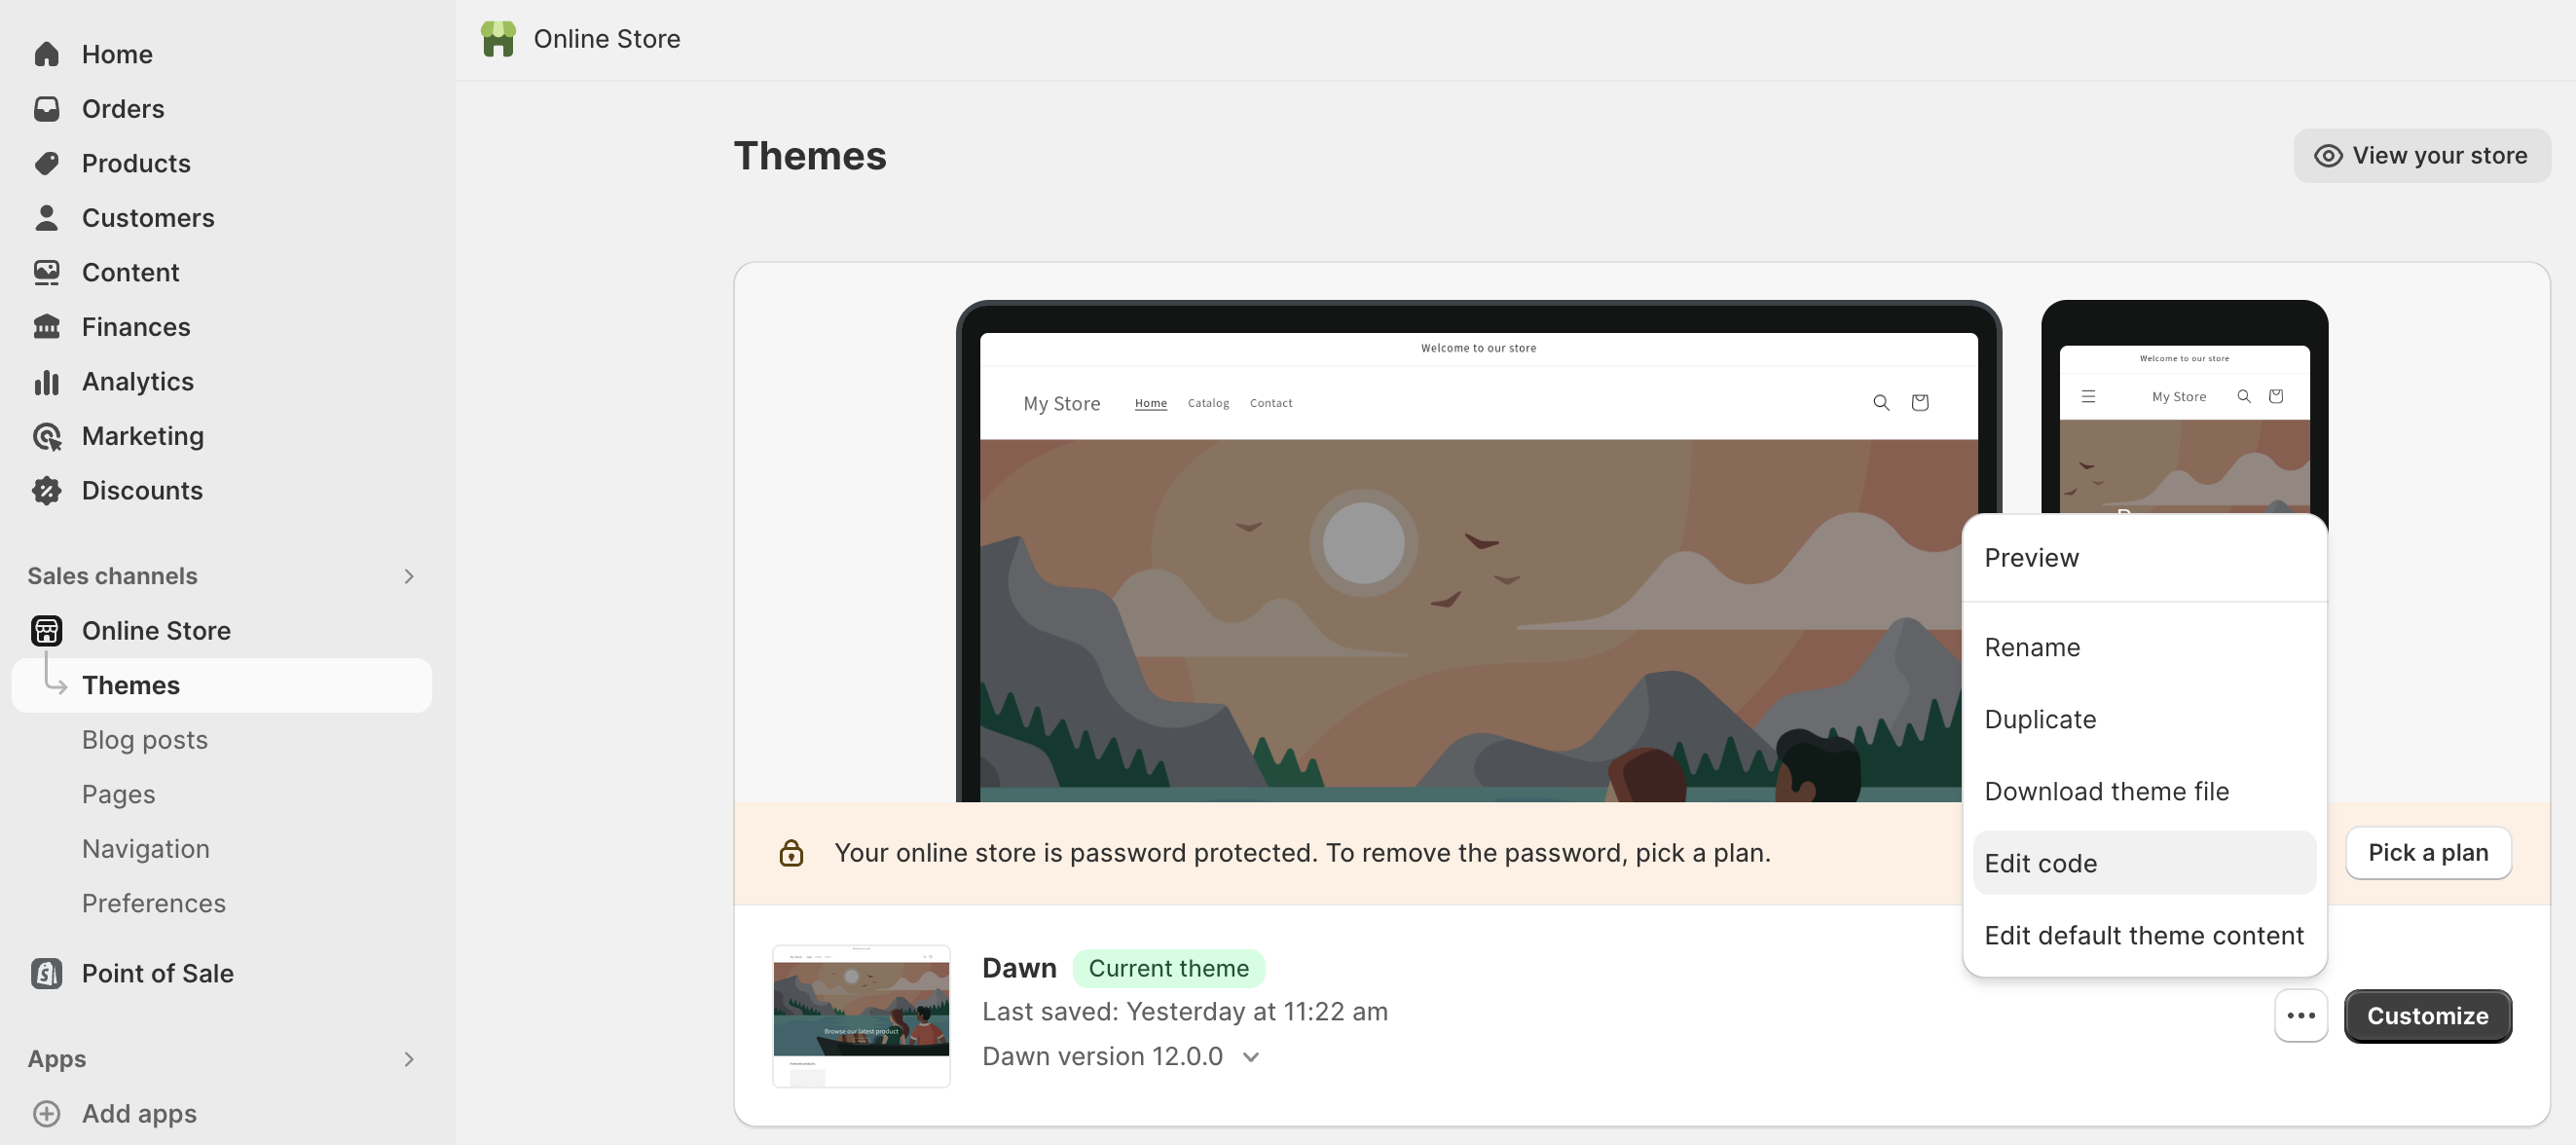 Home
Orders
Products
Customers
Content
Finances
Analytics
Marketing
Discounts
Sales channels
Online Store
Themes
Blog posts
Pages
Navigation
Preferences
Point of Sale
Apps
Add apps
Online Store
Themes
View your store
Welcome to our store
My Store Home Catalog Contact
Welcome to our store
My Store
Preview
Rename
Duplicate
Download theme file
Edit code
Edit default theme content
Your online store is password protected. To remove the password, pick a plan.
Pick a plan
Browse our latest product
Dawn Current theme
Last saved: Yesterday at 11:22 am
Dawn version 12.0.0
Customize